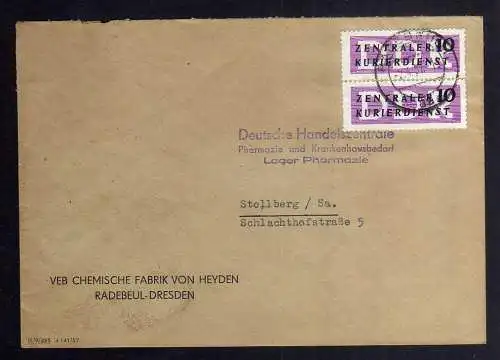 ZENTRALER 10
KURIERDIENST
ZENTRALER 10
KURIERDIENST
Deutsche Handelszentrale
Pharmazie und Krankenhausbedarf
Lager Pharmazie
Stollberg / Sa.
Schlachthofstraße 5
VEB CHEMISCHE FABRIK VON HEYDEN
RADEBEUL-DRESDEN